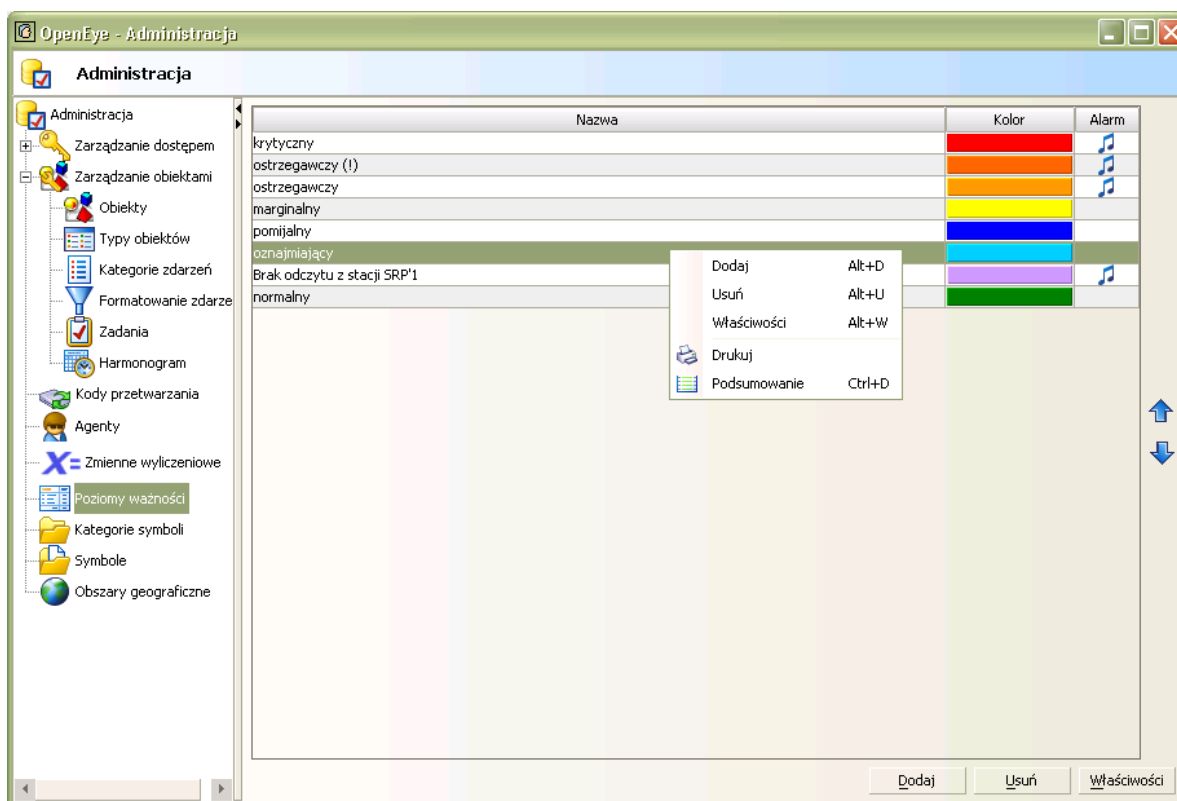 OpenEye - Administracja
Administracja
Administracja
Zarządzanie dostępem
Zarządzanie obiektami
Obiekty
Typy obiektów
Kategorie zdarzeń
Formatowanie zdarze
Zadania
Harmonogram
Kody przetwarzania
Agenty
Zmienne wyliczeniowe
Poziomy ważności
Kategorie symboli
Symbole
Obszary geograficzne
Nazwa Kolor Alarm
krytyczny
ostrzegawczy (!)
ostrzegawczy
marginalny
pomijalny
oznajmiający
Brak odczytu z stacji SRP'1
normalny
Dodaj Alt+D
Usuń Alt+U
Właściwości Alt+W
Drukuj
Podsumowanie Ctrl+D
Dodaj Usuń Właściwości